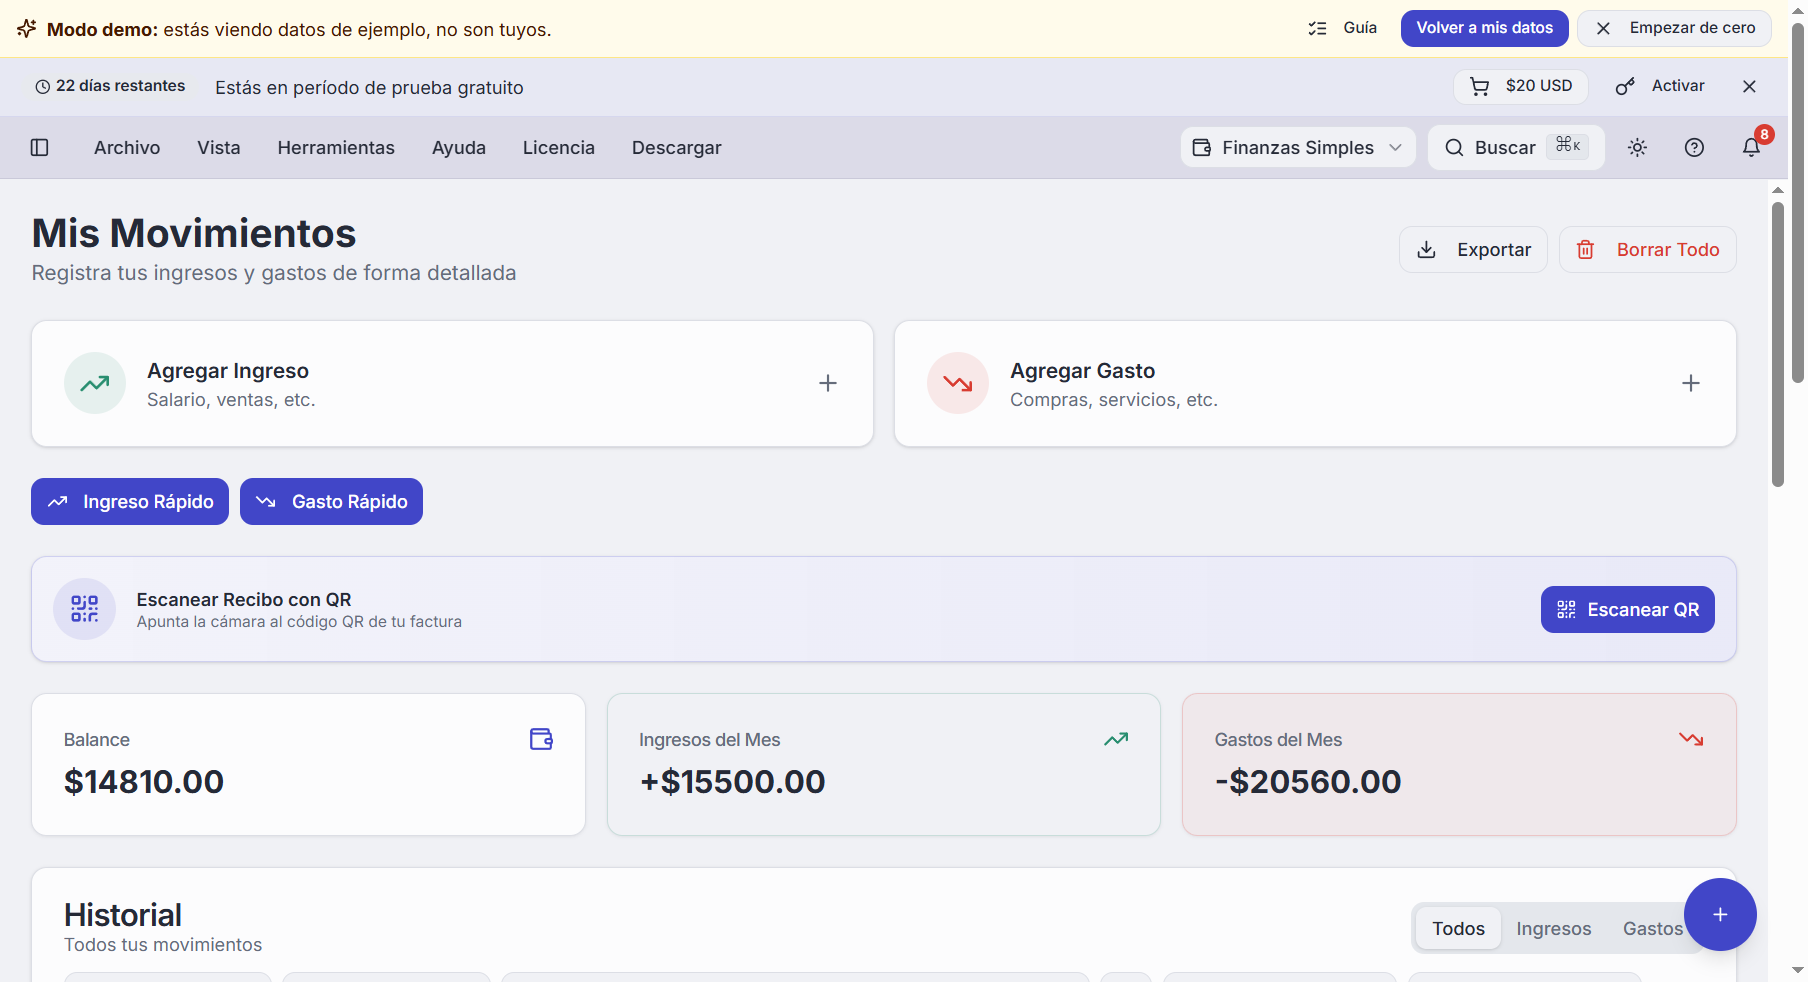 Modo demo: estás viendo datos de ejemplo, no son tuyos.
Guía
Volver a mis datos
Empezar de cero
22 días restantes
Estás en período de prueba gratuito
$20 USD
Activar
Archivo
Vista
Herramientas
Ayuda
Licencia
Descargar
Finanzas Simples
Buscar
⌘K
8
Mis Movimientos
Registra tus ingresos y gastos de forma detallada
Exportar
Borrar Todo
Agregar Ingreso
Salario, ventas, etc.
Agregar Gasto
Compras, servicios, etc.
Ingreso Rápido
Gasto Rápido
Escanear Recibo con QR
Apunta la cámara al código QR de tu factura
Escanear QR
Balance
$14810.00
Ingresos del Mes
+$15500.00
Gastos del Mes
-$20560.00
Historial
Todos tus movimientos
Todos
Ingresos
Gastos